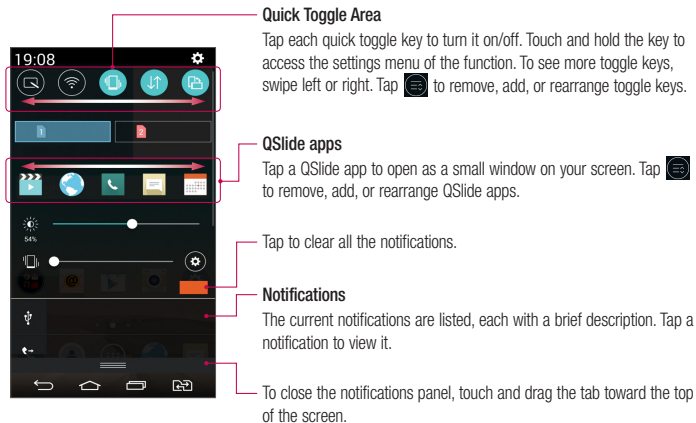 Quick Toggle Area
Tap each quick toggle key to turn it on/off. Touch and hold the key to
access the settings menu of the function. To see more toggle keys,
swipe left or right. Tap to remove, add, or rearrange toggle keys.
19:08
1
2
QSlide apps
Tap a QSlide app to open as a small window on your screen. Tap
to remove, add, or rearrange QSlide apps.
54%
Tap to clear all the notifications.
Notifications
The current notifications are listed, each with a brief description. Tap a
notification to view it.
To close the notifications panel, touch and drag the tab toward the top
of the screen.